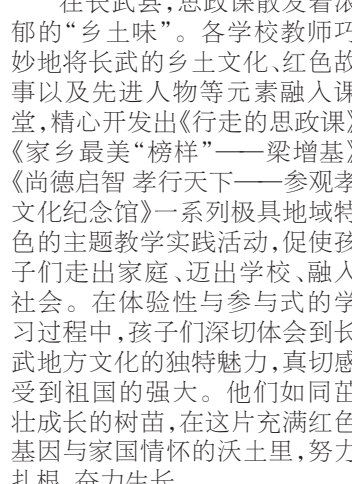 在长武县,思政课散发着浓
郁的“乡土味”。各学校教师巧
妙地将长武的乡土文化、红色故
事以及先进人物等元素融入课
堂,精心开发出《行走的思政课》
《家乡最美“榜样”——梁增基》
《尚德启智 孝行天下——参观孝
文化纪念馆》一系列极具地域特
色的主题教学实践活动,促使孩
子们走出家庭、迈出学校、融入
社会。在体验性与参与式的学
习过程中,孩子们深切体会到长
武地方文化的独特魅力,真切感
受到祖国的强大。他们如同茁
壮成长的树苗,在这片充满红色
基因与家国情怀的沃土里,努力
扎根、奋力生长